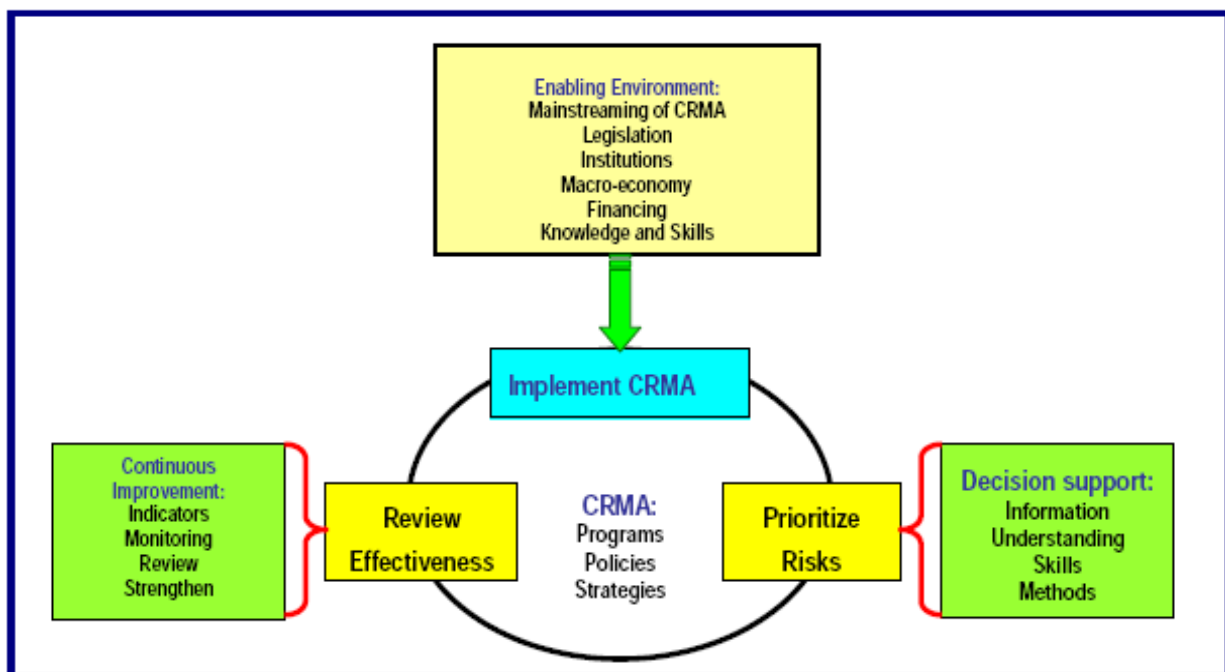 Enabling Environment:
Mainstreaming of CRMA
Legislation
Institutions
Macro-economy
Financing
Knowledge and Skills
Implement CRMA
Continuous
Improvement:
Indicators
Monitoring
Review
Strengthen
Review
Effectiveness
CRMA:
Programs
Policies
Strategies
Prioritize
Risks
Decision support:
Information
Understanding
Skills
Methods